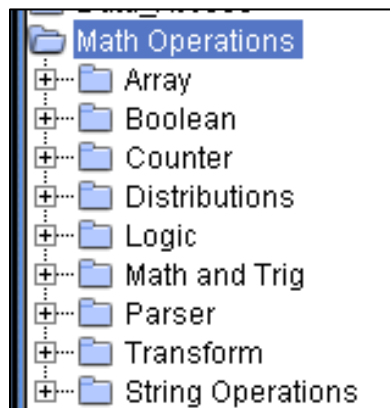 Math Operations
Array
Boolean
Counter
Distributions
Logic
Math and Trig
Parser
Transform
String Operations